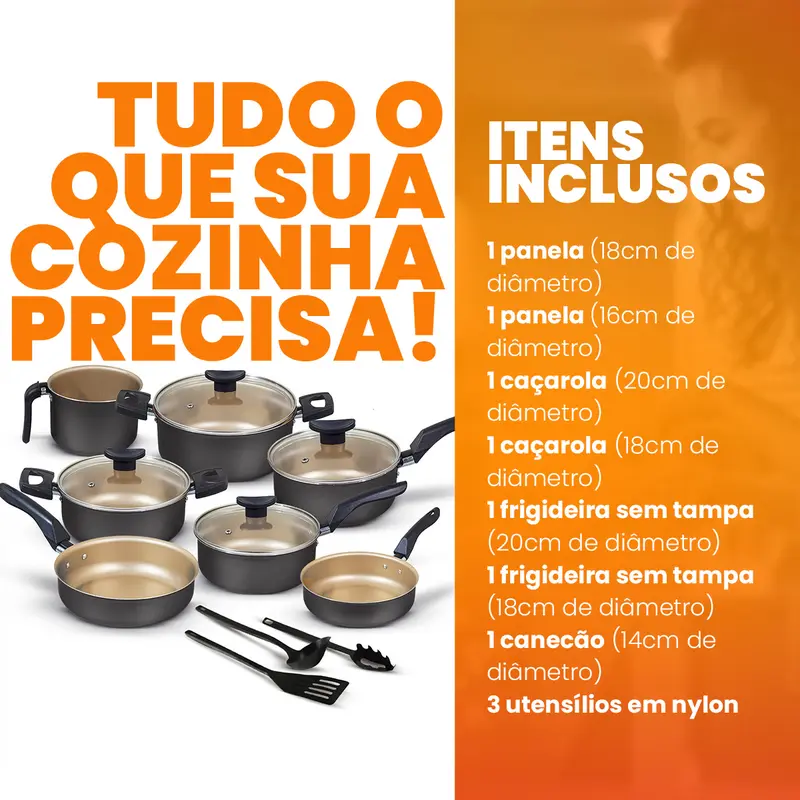 TUDO O
QUE SUA
COZINHA
PRECISA!
ITENS
INCLUSOS
1 panela (18cm de
diâmetro)
1 panela (16cm de
diâmetro)
1 caçarola (20cm de
diâmetro)
1 caçarola (18cm de
diâmetro)
1 frigideira sem tampa
(20cm de diâmetro)
1 frigideira sem tampa
(18cm de diâmetro)
1 canecão (14cm de
diâmetro)
3 utensílios em nylon